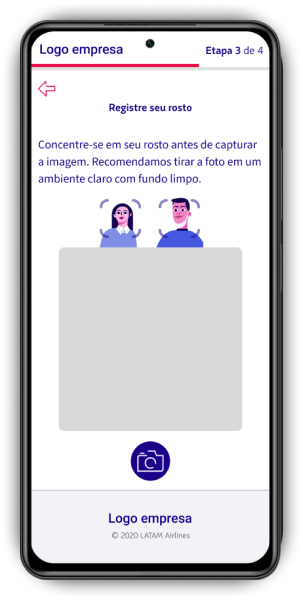 Logo empresa
Etapa 3 de 4
Registre seu rosto
Concentre-se em seu rosto antes de capturar
a imagem. Recomendamos tirar a foto em um
ambiente claro com fundo limpo.
Logo empresa
© 2020 LATAM Airlines